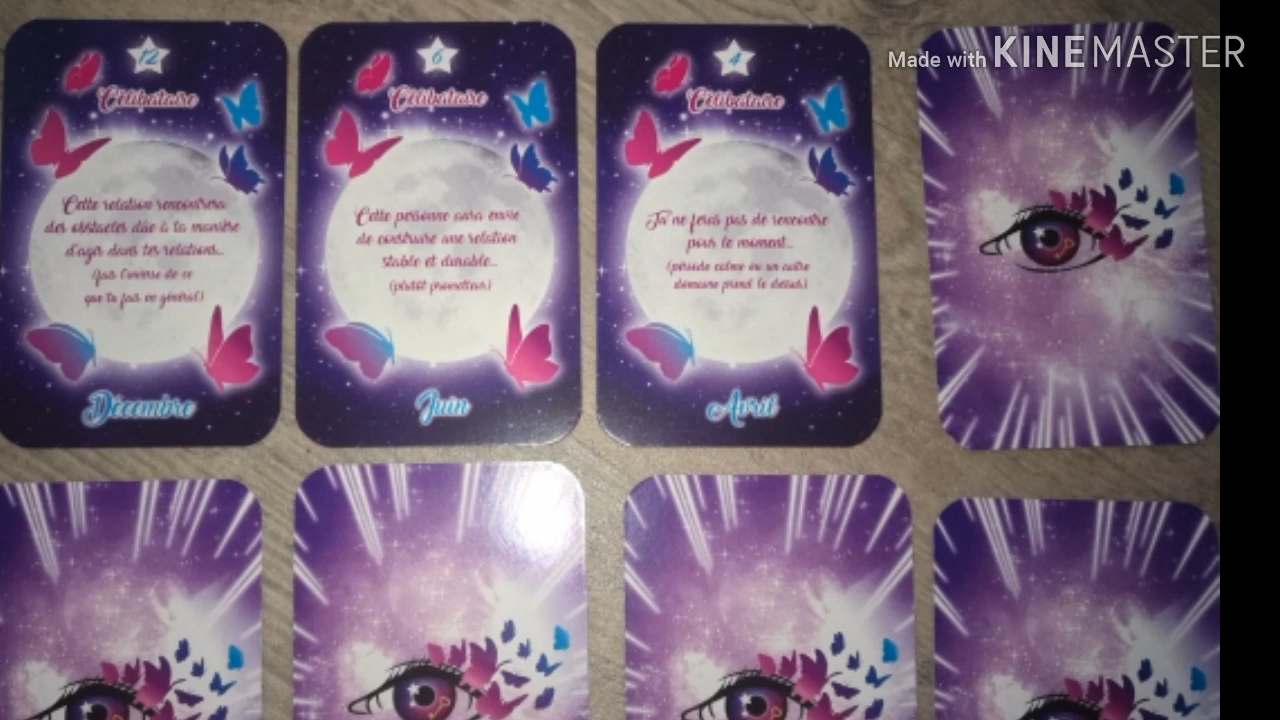 Made with KINEMASTER
12
Célibataire
Cette relation rencontrera
des obstacles dûe à ta manière
d'agir dans tes relations...
(fais l'inverse de ce
que tu fais en général)
Décembre
6
Célibataire
Cette personne aura envie
de construire une relation
stable et durable...
(plutôt prometteur)
Juin
4
Célibataire
Tu ne feras pas de rencontre
pour le moment...
(période calme ou un autre
domaine prend le dessus)
Avril